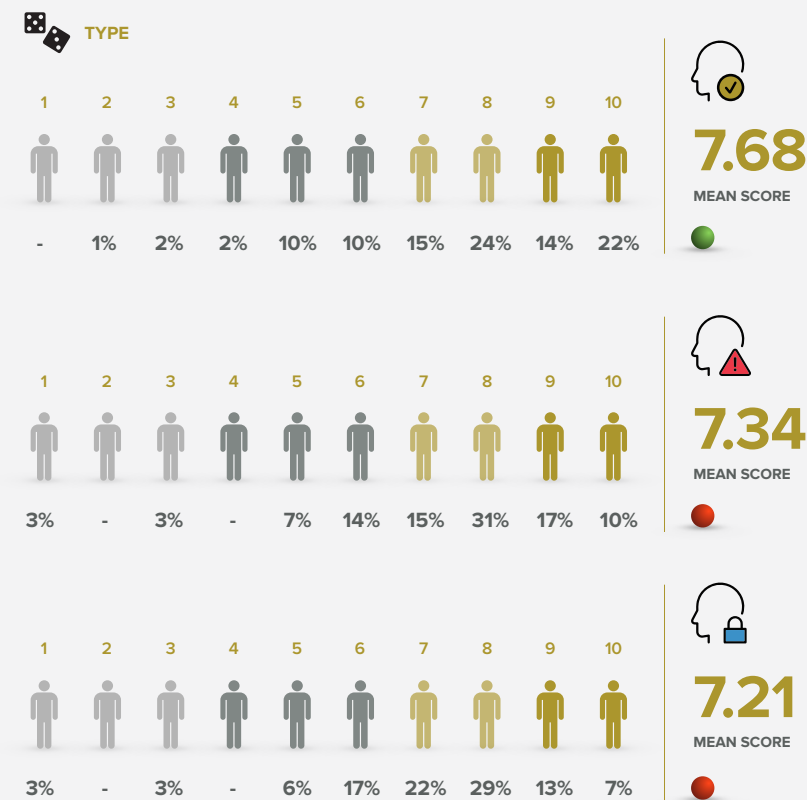 TYPE
1 2 3 4 5 6 7 8 9 10
- 1% 2% 2% 10% 10% 15% 24% 14% 22%
7.68
MEAN SCORE
1 2 3 4 5 6 7 8 9 10
3% - 3% - 7% 14% 15% 31% 17% 10%
7.34
MEAN SCORE
1 2 3 4 5 6 7 8 9 10
3% - 3% - 6% 17% 22% 29% 13% 7%
7.21
MEAN SCORE